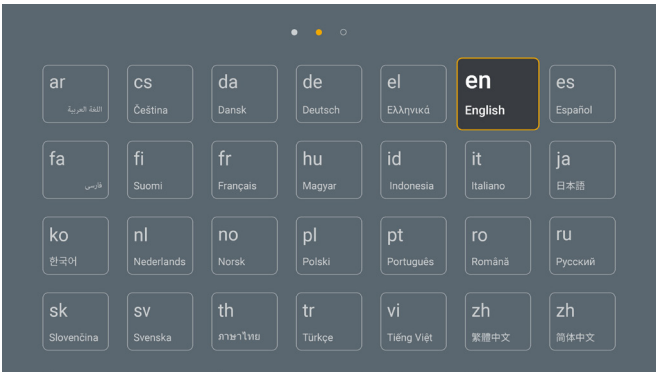 ar
اللغة العربية
cs
Čeština
da
Dansk
de
Deutsch
el
Ελληνικά
en
English
es
Español
fa
فارسی
fi
Suomi
fr
Français
hu
Magyar
id
Indonesia
it
Italiano
ja
日本語
ko
한국어
nl
Nederlands
no
Norsk
pl
Polski
pt
Português
ro
Română
ru
Русский
sk
Slovenčina
sv
Svenska
th
ภาษาไทย
tr
Türkçe
vi
Tiếng Việt
zh
繁體中文
zh
简体中文